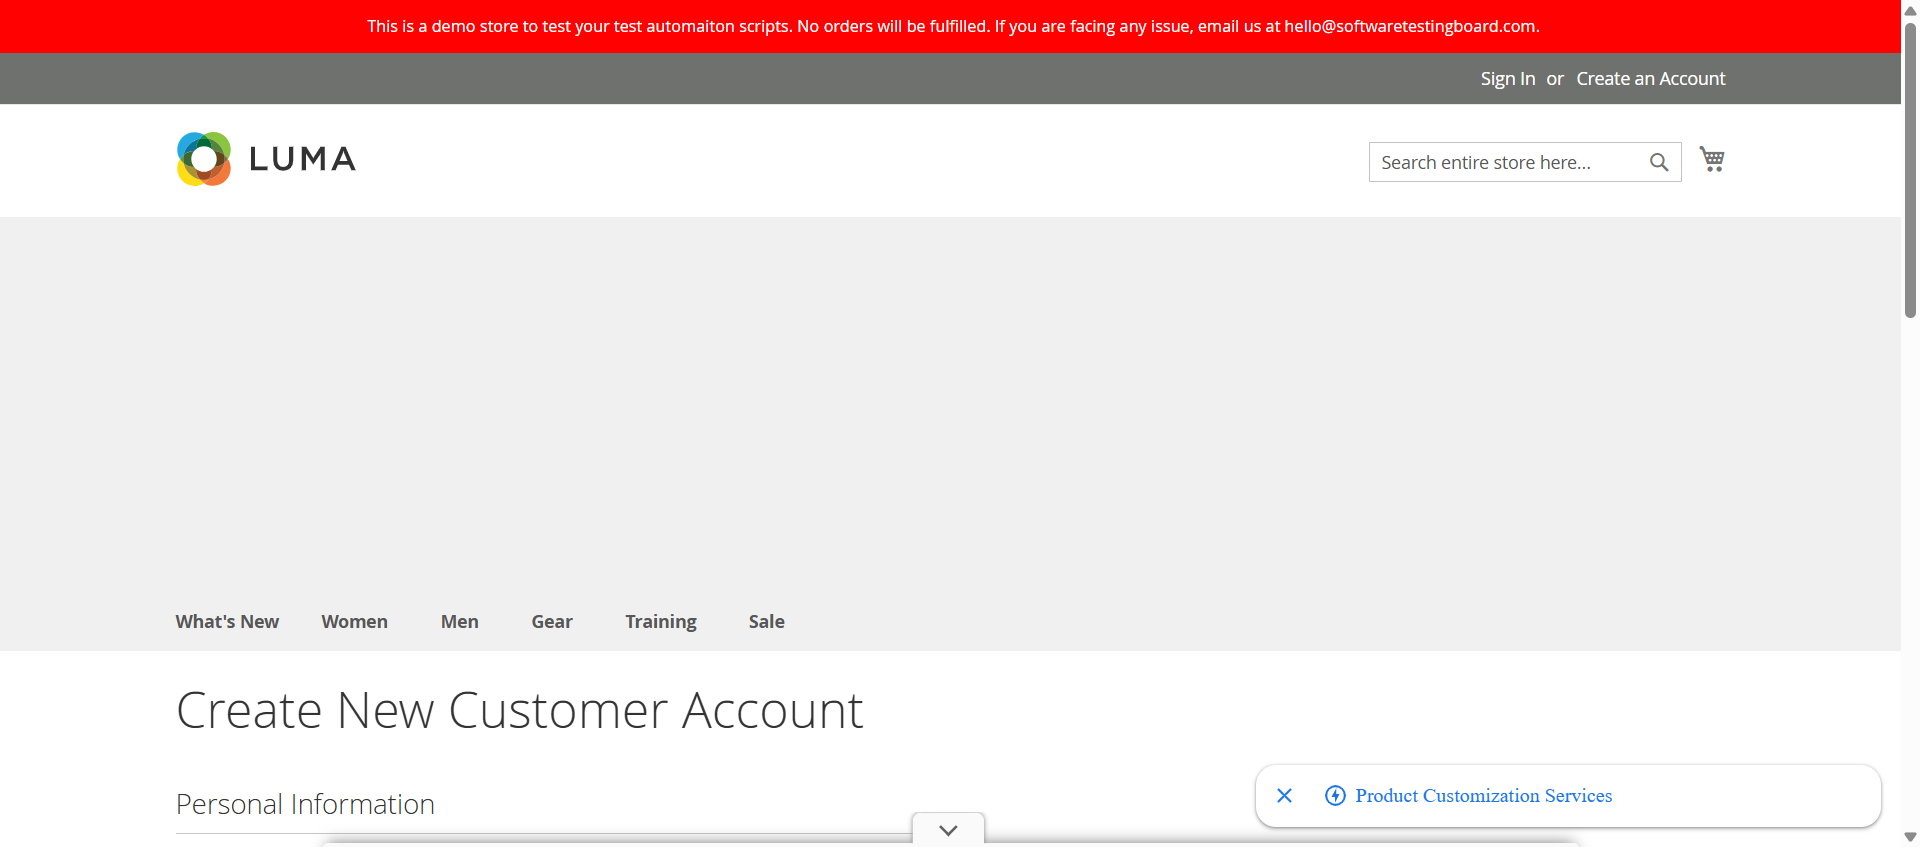 This is a demo store to test your test automaiton scripts. No orders will be fulfilled. If you are facing any issue, email us at hello@softwaretestingboard.com.
Sign In or Create an Account
LUMA
Search entire store here...
What's New Women Men Gear Training Sale
Create New Customer Account
Personal Information
Product Customization Services